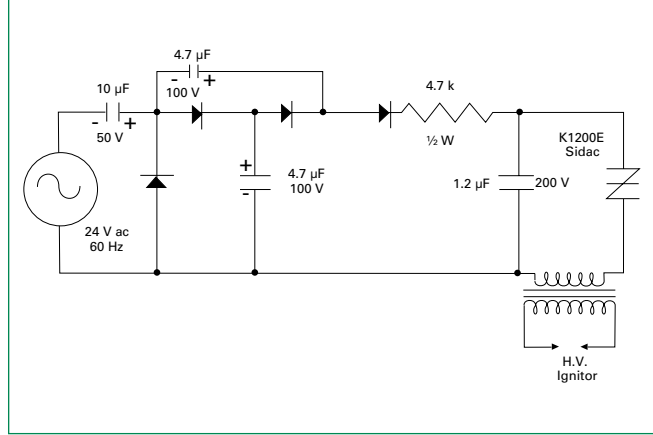 4.7 µF
- +
100 V
10 µF
- +
50 V
4.7 k
½ W
K1200E
Sidac
+
-
4.7 µF
100 V
1.2 µF
200 V
24 V ac
60 Hz
H.V.
Ignitor